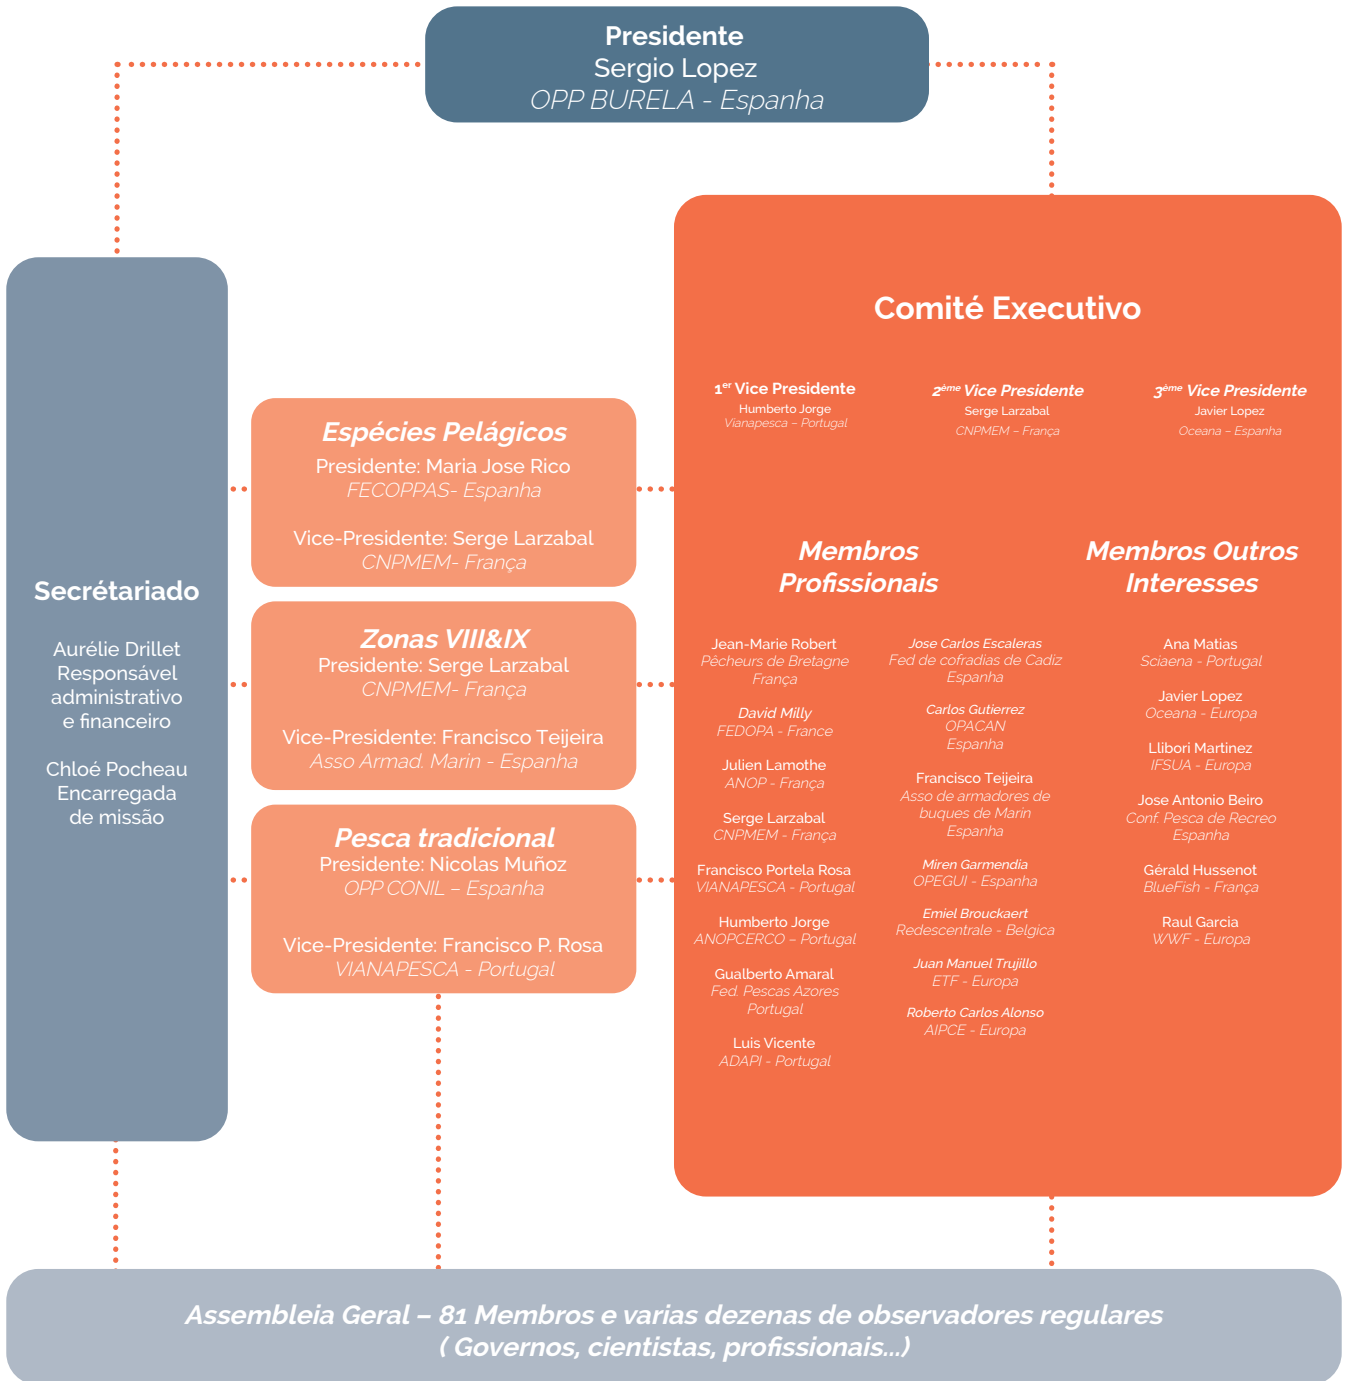 Presidente
Sergio Lopez
OPP BURELA - Espanha
Secrétariado
Aurélie Drillet
Responsável
administrativo
e financeiro
Chloé Pocheau
Encarregada
de missão
Espécies Pelágicos
Presidente: Maria Jose Rico
FECOPPAS- Espanha
Vice-Presidente: Serge Larzabal
CNPMEM- França
Zonas VIII&IX
Presidente: Serge Larzabal
CNPMEM- França
Vice-Presidente: Francisco Teijeira
Asso Armad. Marin - Espanha
Pesca tradicional
Presidente: Nicolas Muñoz
OPP CONIL – Espanha
Vice-Presidente: Francisco P. Rosa
VIANAPESCA - Portugal
Comité Executivo
1er Vice Presidente
Humberto Jorge
Vianapesca – Portugal
2ème Vice Presidente
Serge Larzabal
CNPMEM – França
3ème Vice Presidente
Javier Lopez
Oceana – Espanha
Membros
Profissionais
Jean-Marie Robert
Pêcheurs de Bretagne
França
David Milly
FEDOPA - France
Julien Lamothe
ANOP - França
Serge Larzabal
CNPMEM - França
Francisco Portela Rosa
VIANAPESCA - Portugal
Humberto Jorge
ANOPCERCO – Portugal
Gualberto Amaral
Fed. Pescas Azores
Portugal
Luis Vicente
ADAPI - Portugal
Jose Carlos Escaleras
Fed de cofradias de Cadiz
Espanha
Carlos Gutierrez
OPACAN
Espanha
Francisco Teijeira
Asso de armadores de
buques de Marin
Espanha
Miren Garmendia
OPEGUI - Espanha
Emiel Brouckaert
Redescentrale - Belgica
Juan Manuel Trujillo
ETF - Europa
Roberto Carlos Alonso
AIPCE - Europa
Membros Outros
Interesses
Ana Matias
Sciaena - Portugal
Javier Lopez
Oceana - Europa
Llibori Martinez
IFSUA - Europa
Jose Antonio Beiro
Conf. Pesca de Recreo
Espanha
Gérald Hussenot
BlueFish - França
Raul Garcia
WWF - Europa
Assembleia Geral – 81 Membros e varias dezenas de observadores regulares
( Governos, cientistas, profissionais...)